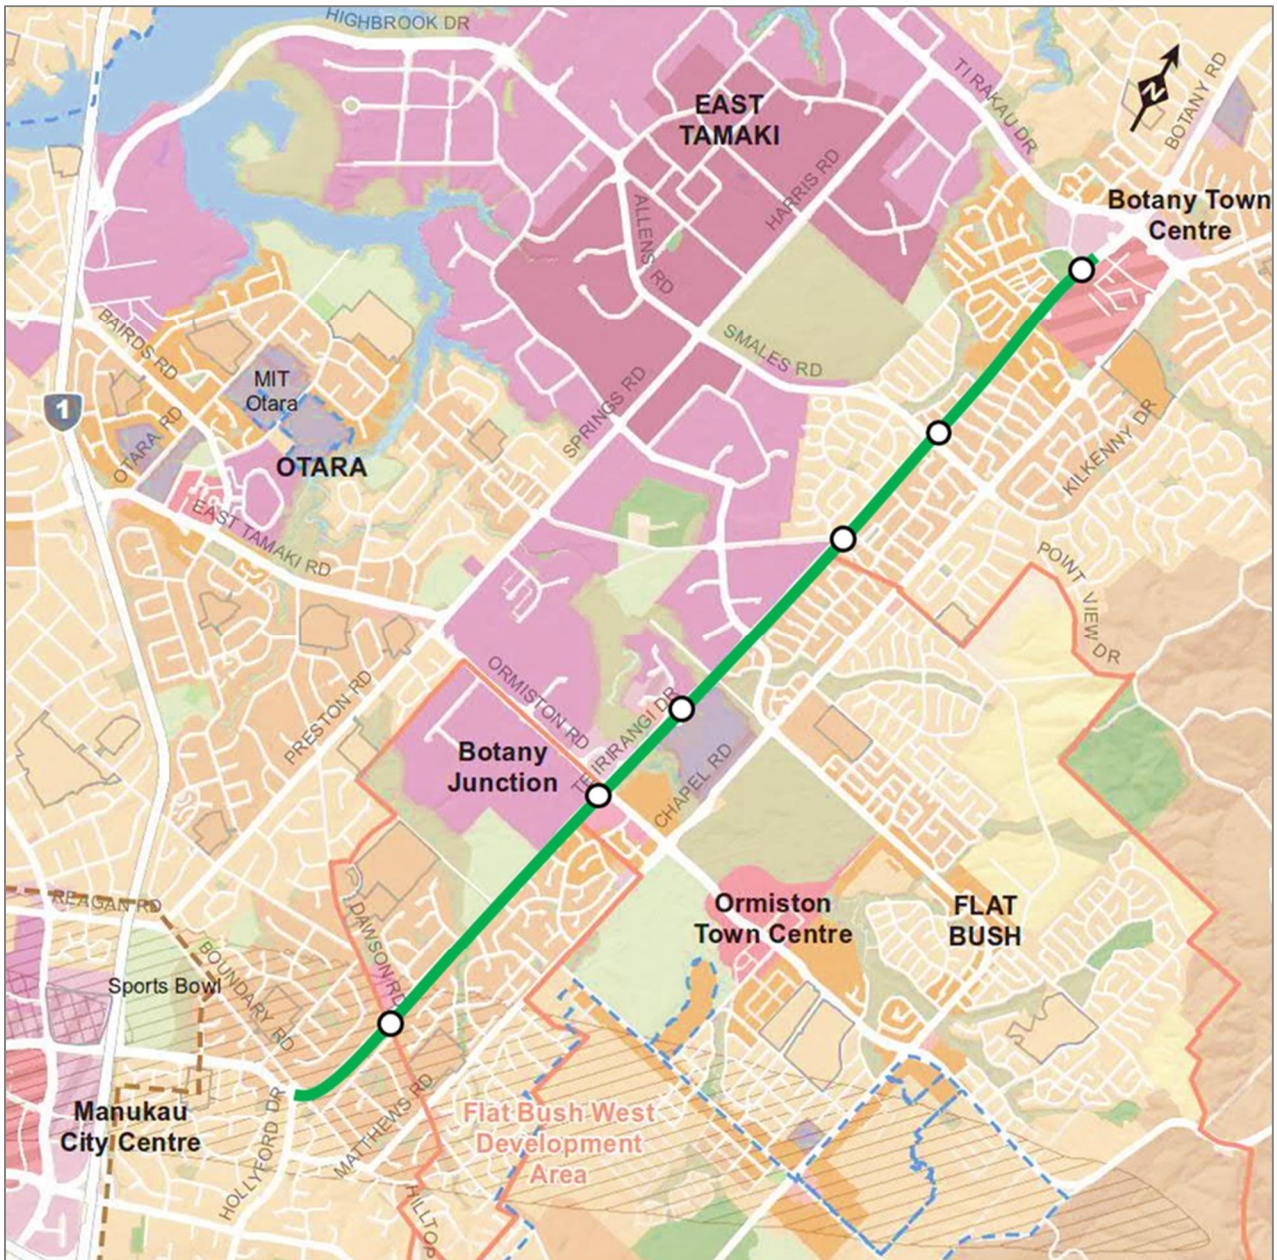 HIGHBROOK DR
TI RAKAU DR
N
BOTANY RD
EAST
TAMAKI
HARRIS RD
ALLENS RD
Botany Town
Centre
BAIRDS RD
SMALES RD
MIT
Otara
1
OTARA RD
OTARA
SPRINGS RD
KILKENNY DR
EAST TAMAKI RD
POINT VIEW DR
ORMISTON RD
PRESTON RD
TE IRIRANGI DR
Botany
Junction
CHAPEL RD
REAGAN RD
DAWSON RD
Ormiston
Town Centre
FLAT
BUSH
BOUNDARY RD
Sports Bowl
Manukau
City Centre
HOLLYFORD DR
MATTHEWS RD
Flat Bush West
Development
Area
HILLTOP